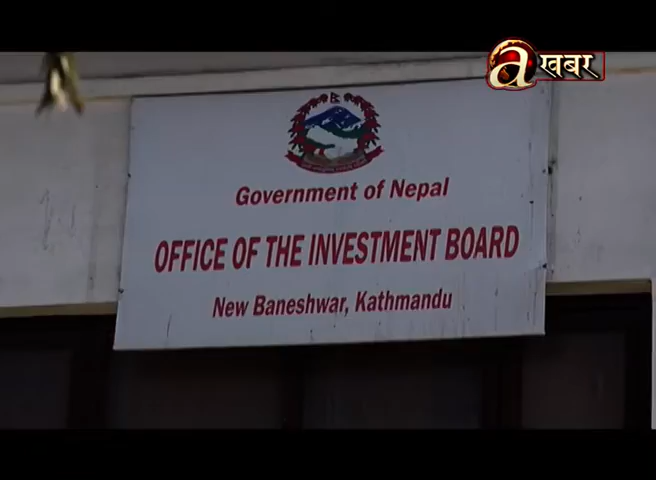 a खबर
Government of Nepal
OFFICE OF THE INVESTMENT BOARD
New Baneshwar, Kathmandu